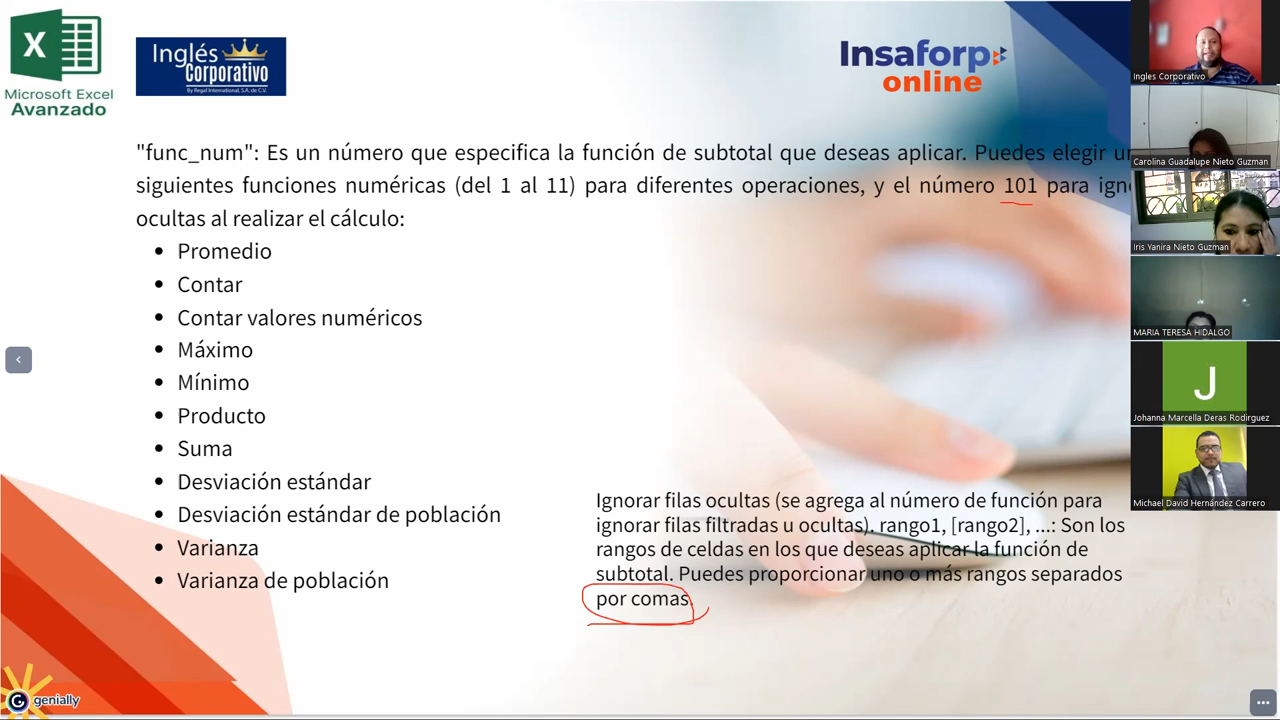 X
Microsoft Excel
Avanzado
Inglés
Corporativo
By Regal International, S.A. de C.V.
Insaforp
online
"func_num": Es un número que especifica la función de subtotal que deseas aplicar. Puedes elegir
siguientes funciones numéricas (del 1 al 11) para diferentes operaciones, y el número 101 para
ocultas al realizar el cálculo:
• Promedio
• Contar
• Contar valores numéricos
• Máximo
• Mínimo
• Producto
• Suma
• Desviación estándar
• Desviación estándar de población
• Varianza
• Varianza de población
Ignorar filas ocultas (se agrega al número de función para
ignorar filas filtradas u ocultas). rango1, [rango2], ...: Son los
rangos de celdas en los que deseas aplicar la función de
subtotal. Puedes proporcionar uno o más rangos separados
por comas.
genially
Ingles Corporativo
Carolina Guadalupe Nieto Guzman
Iris Yanira Nieto Guzman
MARIA TERESA HIDALGO
J
Johanna Marcella Deras Rodirguez
Michael David Hernández Carrero